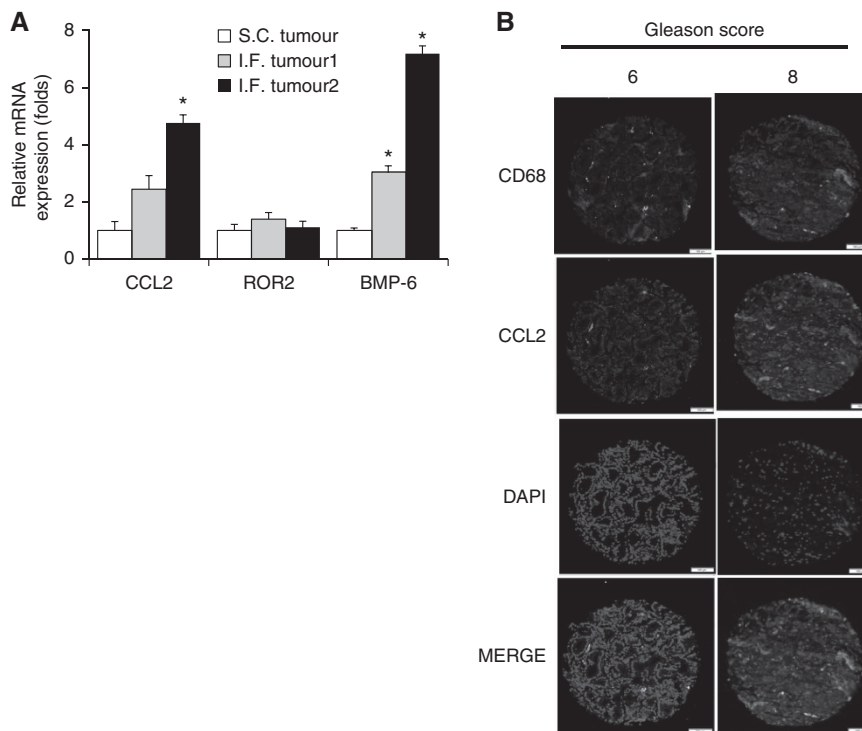 A
Relative mRNA
expression (folds)
8
6
4
2
0
S.C. tumour
I.F. tumour1
I.F. tumour2
*
*
*
CCL2 ROR2 BMP-6
B
Gleason score
6 8
CD68
CCL2
DAPI
MERGE